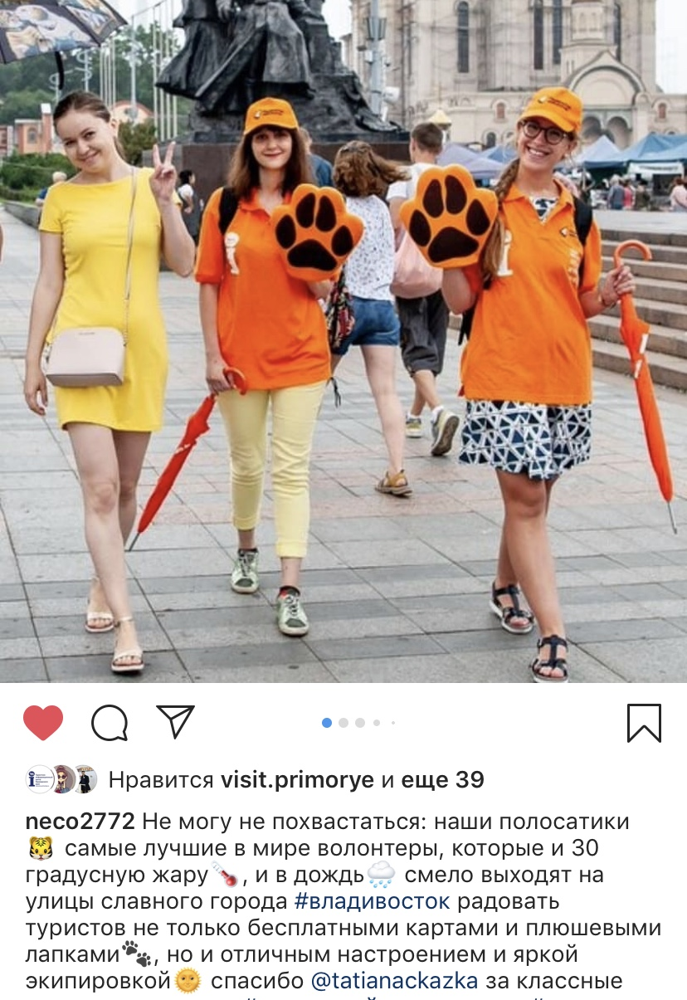 Нравится visit.primorye и еще 39
neco2772 Не могу не похвастаться: наши полосатики
🐯 самые лучшие в мире волонтеры, которые и 30
градусную жару🌡️, и в дождь🌧️ смело выходят на
улицы славного города #владивосток радовать
туристов не только бесплатными картами и плюшевыми
лапками🐾, но и отличным настроением и яркой
экипировкой🌞 спасибо @tatianackazka за классные